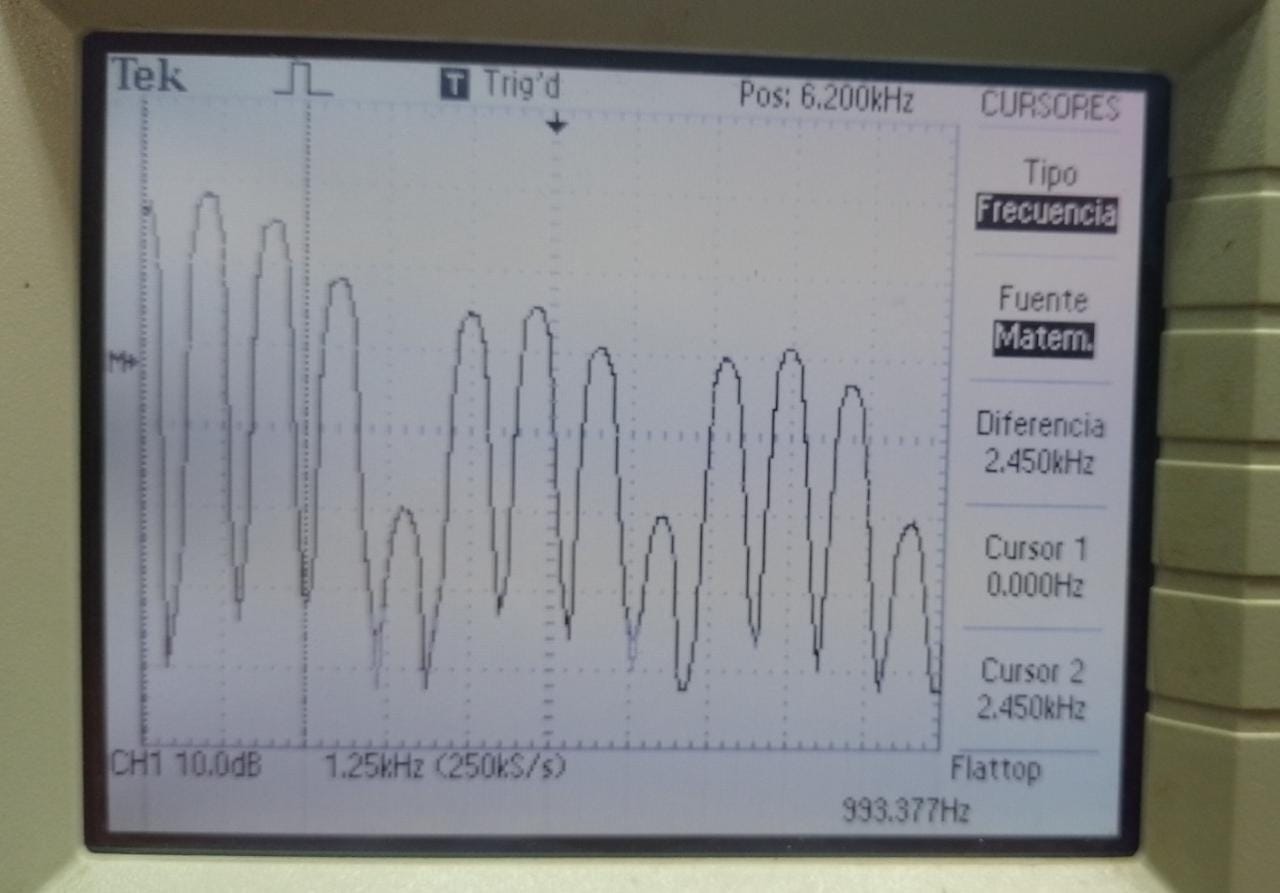 Tek
T Trig'd
Pos: 6.200kHz
CURSORES
Tipo
Frecuencia
Fuente
Matem.
Diferencia
2.450kHz
Cursor 1
0.000Hz
Cursor 2
2.450kHz
M
CH1 10.0dB
1.25kHz (250kS/s)
Flattop
993.377Hz